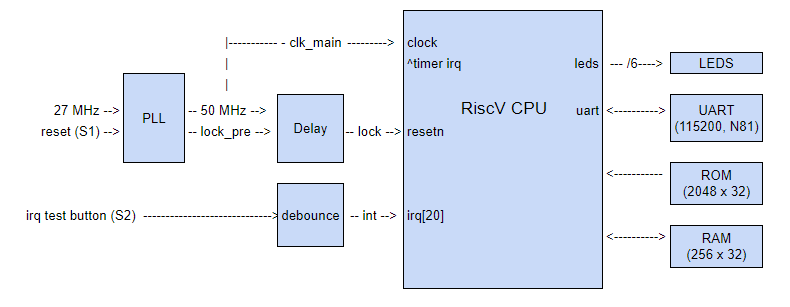 |----------- - clk_main --------->
clock
^timer irq
leds
--- /6---->
LEDS
RiscV CPU
27 MHz -->
reset (S1) -->
PLL
-- 50 MHz -->
-- lock_pre -->
Delay
-- lock -->
resetn
uart
<---------->
UART
(115200, N81)
<-----------
ROM
(2048 x 32)
irq test button (S2) ----------------------------->
debounce
-- int -->
irq[20]
<---------->
RAM
(256 x 32)